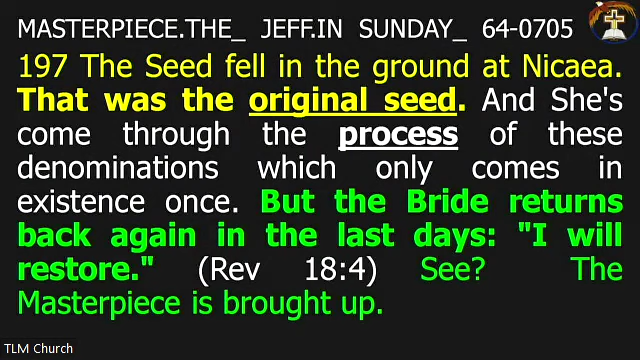 MASTERPIECE.THE_ JEFF.IN SUNDAY_ 64-0705
197 The Seed fell in the ground at Nicaea.
That was the original seed. And She's
come through the process of these
denominations which only comes in
existence once. But the Bride returns
back again in the last days: "I will
restore." (Rev 18:4) See? The
Masterpiece is brought up.
TLM Church